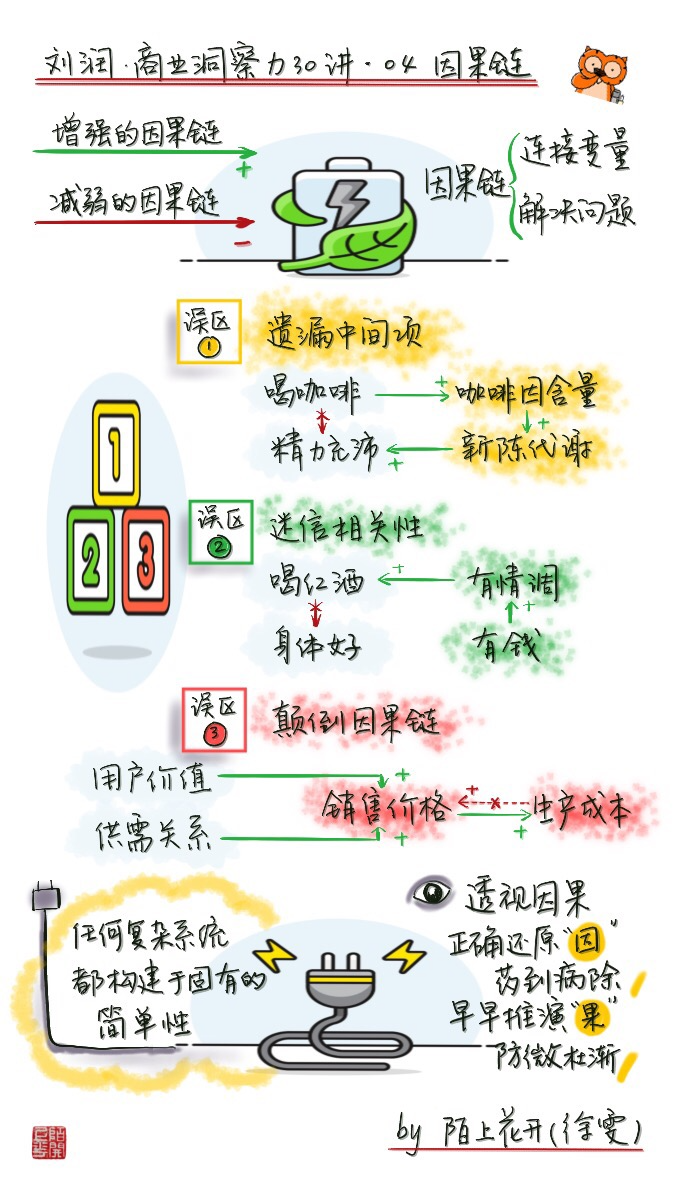 刘润·商业洞察力30讲·04 因果链
增强的因果链
+
减弱的因果链
-
因果链
连接变量
解决问题
误区
1
遗漏中间项
喝咖啡 + 咖啡因含量
+
精力充沛 + 新陈代谢
1
2 3
误区
2
迷信相关性
喝红酒 + 有情调
+
身体好 有钱
误区
3
颠倒因果链
用户价值 +
销售价格 + × + 生产成本
供需关系 +
任何复杂系统
都构建于固有的
简单性
透视因果
正确还原“因”
药到病除
早早推演“果”
防微杜渐
by 陌上花开(徐雯)